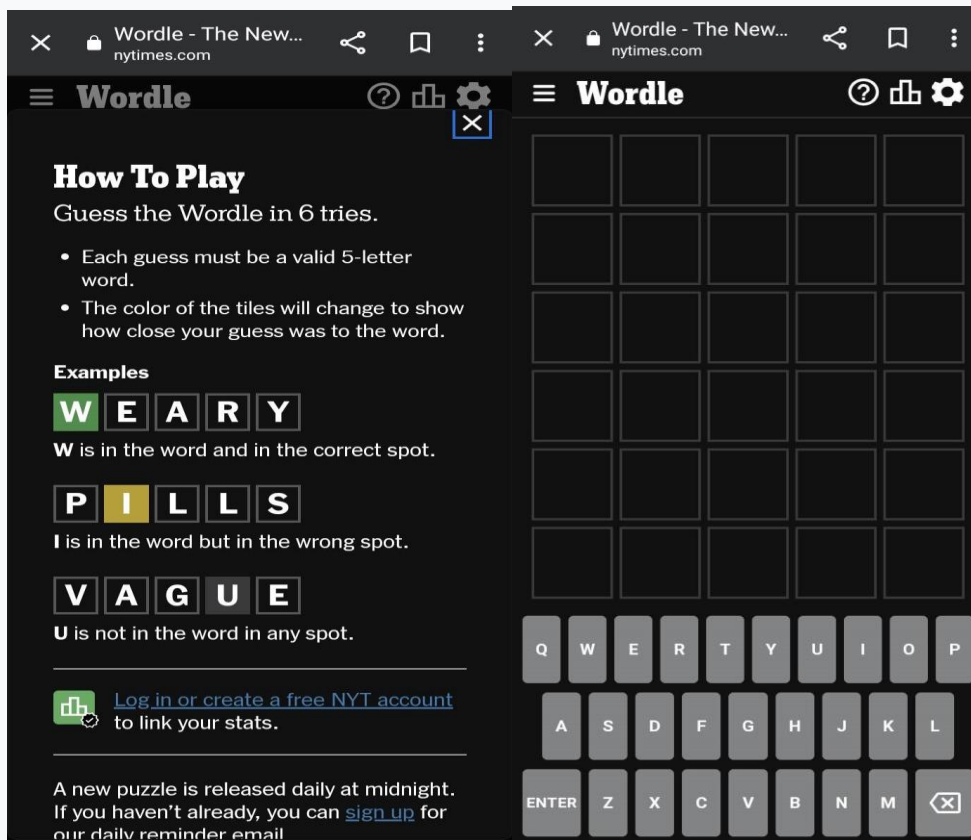 Wordle - The New...
nytimes.com
Wordle
How To Play
Guess the Wordle in 6 tries.
• Each guess must be a valid 5-letter
word.
• The color of the tiles will change to show
how close your guess was to the word.
Examples
W E A R Y
W is in the word and in the correct spot.
P I L L S
I is in the word but in the wrong spot.
V A G U E
U is not in the word in any spot.
Log in or create a free NYT account
to link your stats.
A new puzzle is released daily at midnight.
If you haven't already, you can sign up for
our daily reminder email
Wordle - The New...
nytimes.com
Wordle
Q W E R T Y U I O P
A S D F G H J K L
ENTER Z X C V B N M